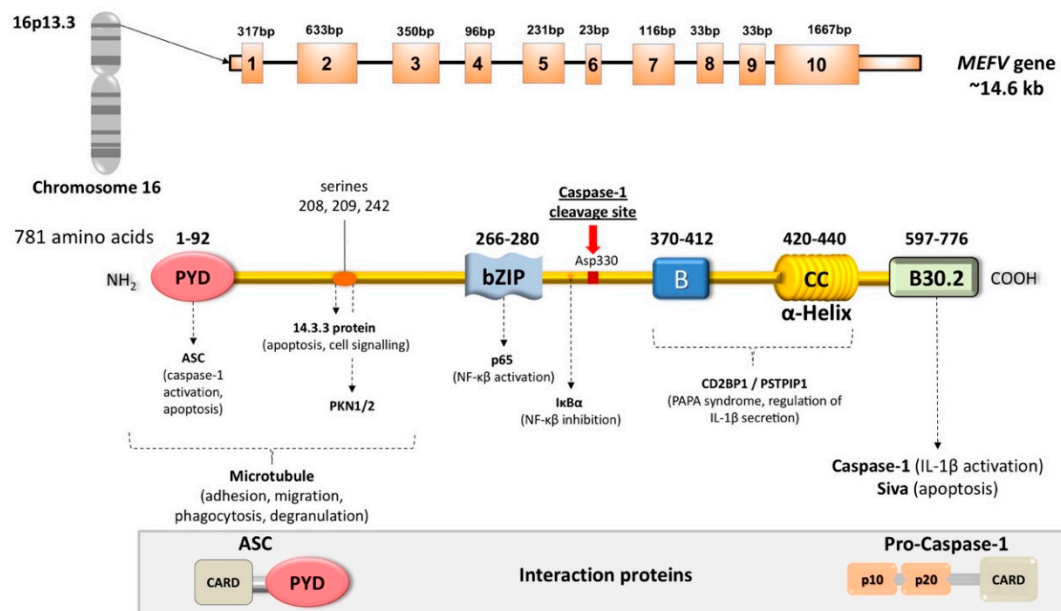 16p13.3
317bp 633bp 350bp 96bp 231bp 23bp 116bp 33bp 33bp 1667bp
1 2 3 4 5 6 7 8 9 10
MEFV gene
~14.6 kb
Chromosome 16
serines
208, 209, 242
Caspase-1
cleavage site
781 amino acids 1-92 266-280 370-412 420-440 597-776
Asp330
NH₂ PYD bZIP B CC B30.2 COOH
α-Helix
14.3.3 protein
(apoptosis, cell signalling)
ASC
(caspase-1
activation,
apoptosis)
PKN1/2
p65
(NF-κβ activation)
IκBα
(NF-κβ inhibition)
CD2BP1 / PSTPIP1
(PAPA syndrome, regulation of
IL-1β secretion)
Microtubule
(adhesion, migration,
phagocytosis, degranulation)
Caspase-1 (IL-1β activation)
Siva (apoptosis)
ASC
CARD PYD
Interaction proteins
Pro-Caspase-1
p10 p20 CARD